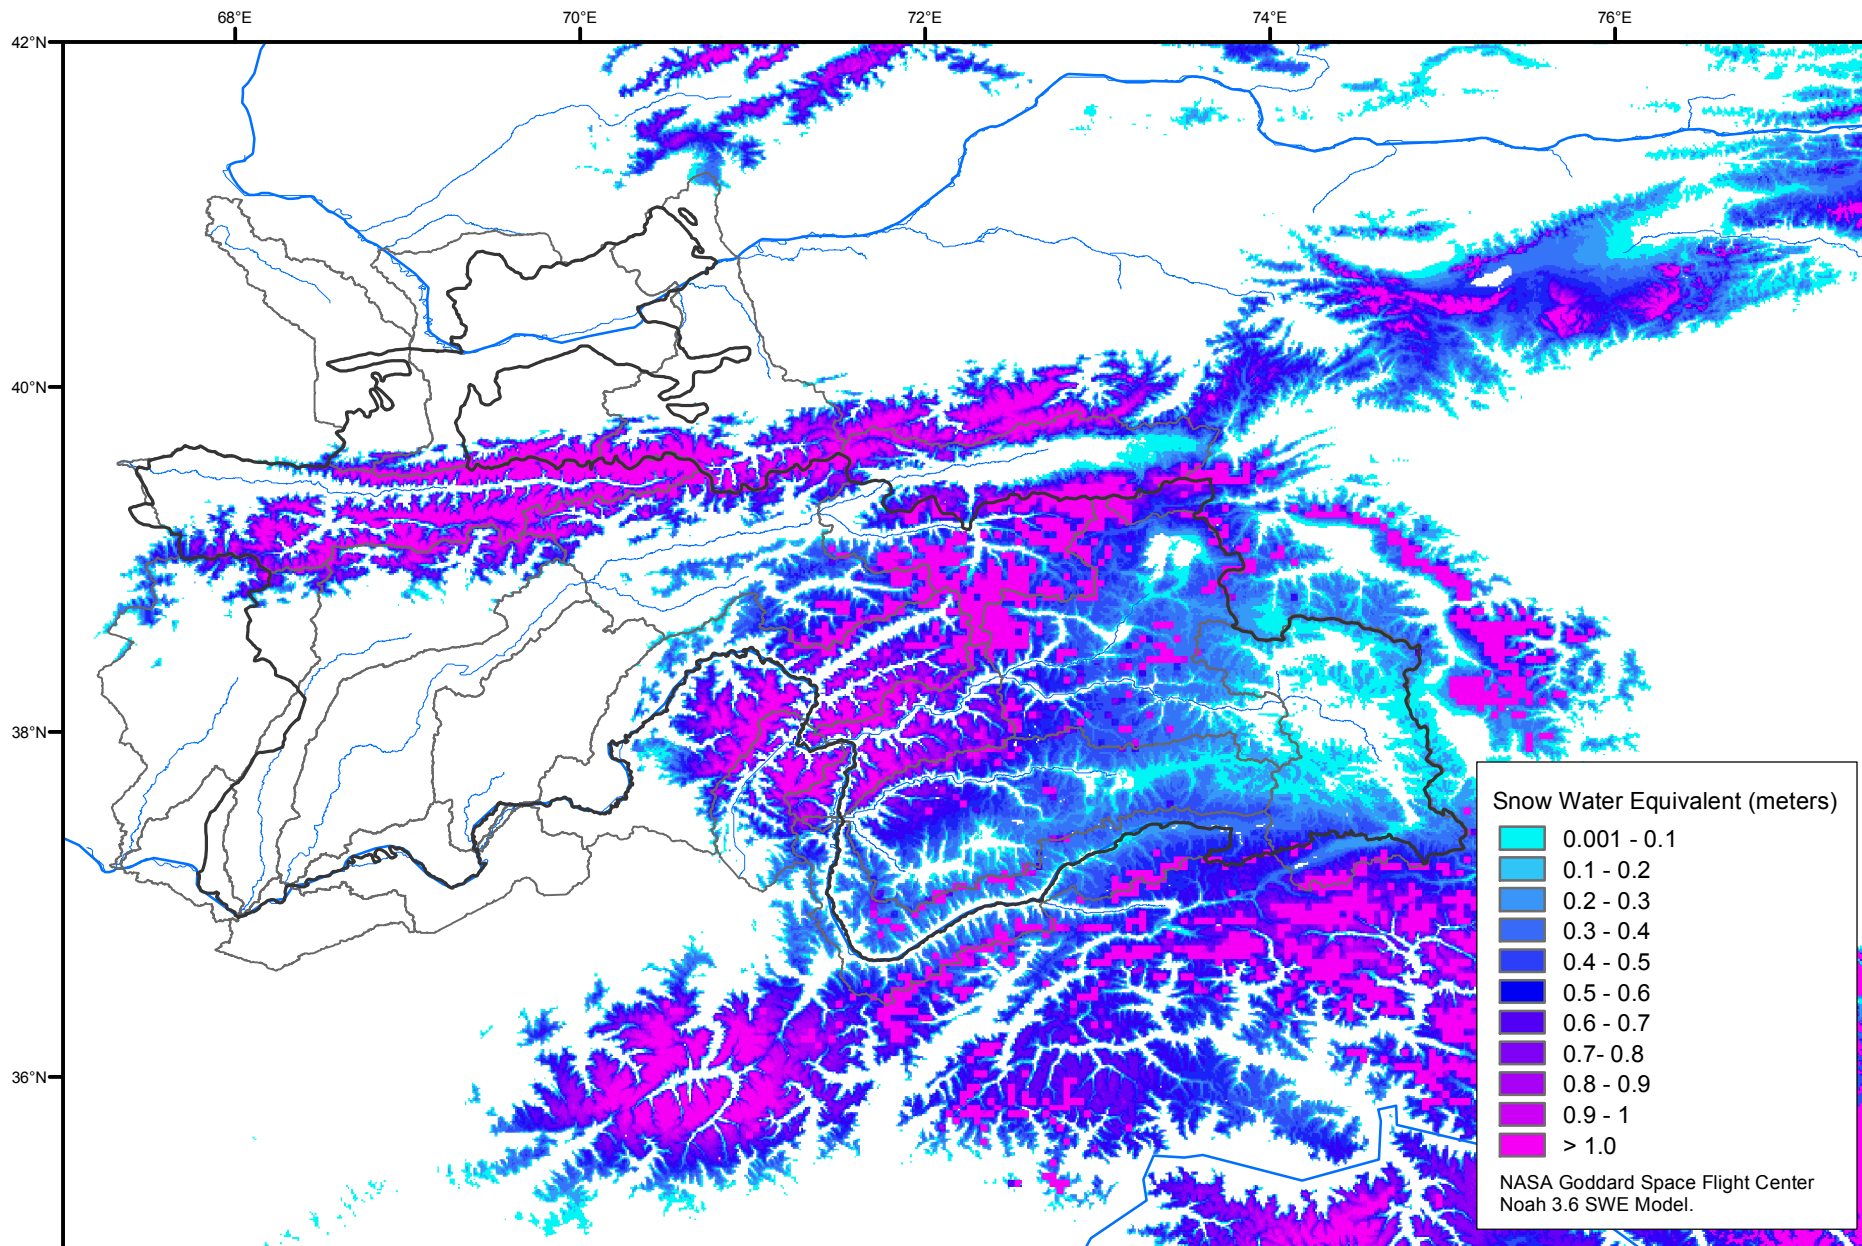 68°E 70°E 72°E 74°E 76°E
42°N
40°N
38°N
36°N
Snow Water Equivalent (meters)
0.001 - 0.1
0.1 - 0.2
0.2 - 0.3
0.3 - 0.4
0.4 - 0.5
0.5 - 0.6
0.6 - 0.7
0.7- 0.8
0.8 - 0.9
0.9 - 1
> 1.0
NASA Goddard Space Flight Center
Noah 3.6 SWE Model.